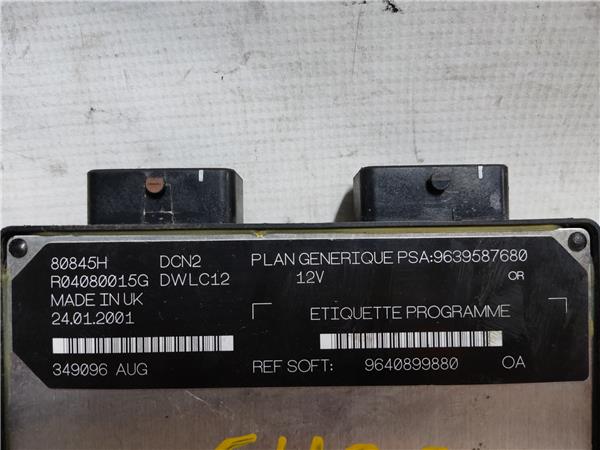 80845H DCN2 PLAN GENERIQUE PSA:9639587680
R04080015G DWLC12 12V OR
MADE IN UK
24.01.2001 ETIQUETTE PROGRAMME
349096 AUG REF SOFT: 9640899880 OA